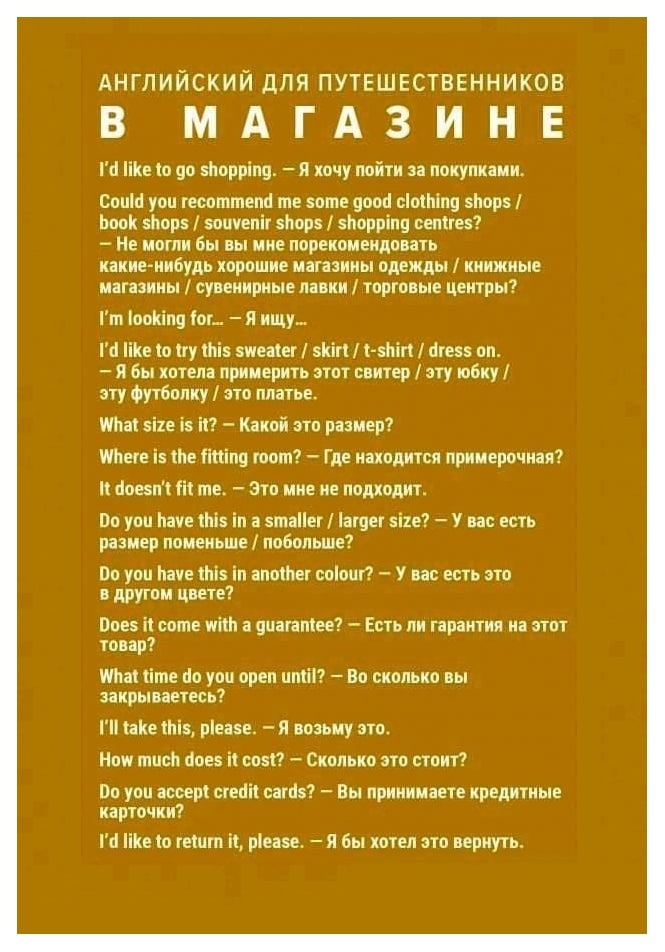 АНГЛИЙСКИЙ ДЛЯ ПУТЕШЕСТВЕННИКОВ
В МАГАЗИНЕ
I'd like to go shopping. — Я хочу пойти за покупками.
Could you recommend me some good clothing shops /
book shops / souvenir shops / shopping centres?
— Не могли бы вы мне порекомендовать
какие-нибудь хорошие магазины одежды / книжные
магазины / сувенирные лавки / торговые центры?
I'm looking for... — Я ищу...
I'd like to try this sweater / skirt / t-shirt / dress on.
— Я бы хотела примерить этот свитер / эту юбку /
эту футболку / это платье.
What size is it? — Какой это размер?
Where is the fitting room? — Где находится примерочная?
It doesn't fit me. — Это мне не подходит.
Do you have this in a smaller / larger size? — У вас есть
размер поменьше / побольше?
Do you have this in another colour? — У вас есть это
в другом цвете?
Does it come with a guarantee? — Есть ли гарантия на этот
товар?
What time do you open until? — Во сколько вы
закрываетесь?
I'll take this, please. — Я возьму это.
How much does it cost? — Сколько это стоит?
Do you accept credit cards? — Вы принимаете кредитные
карточки?
I'd like to return it, please. — Я бы хотел это вернуть.